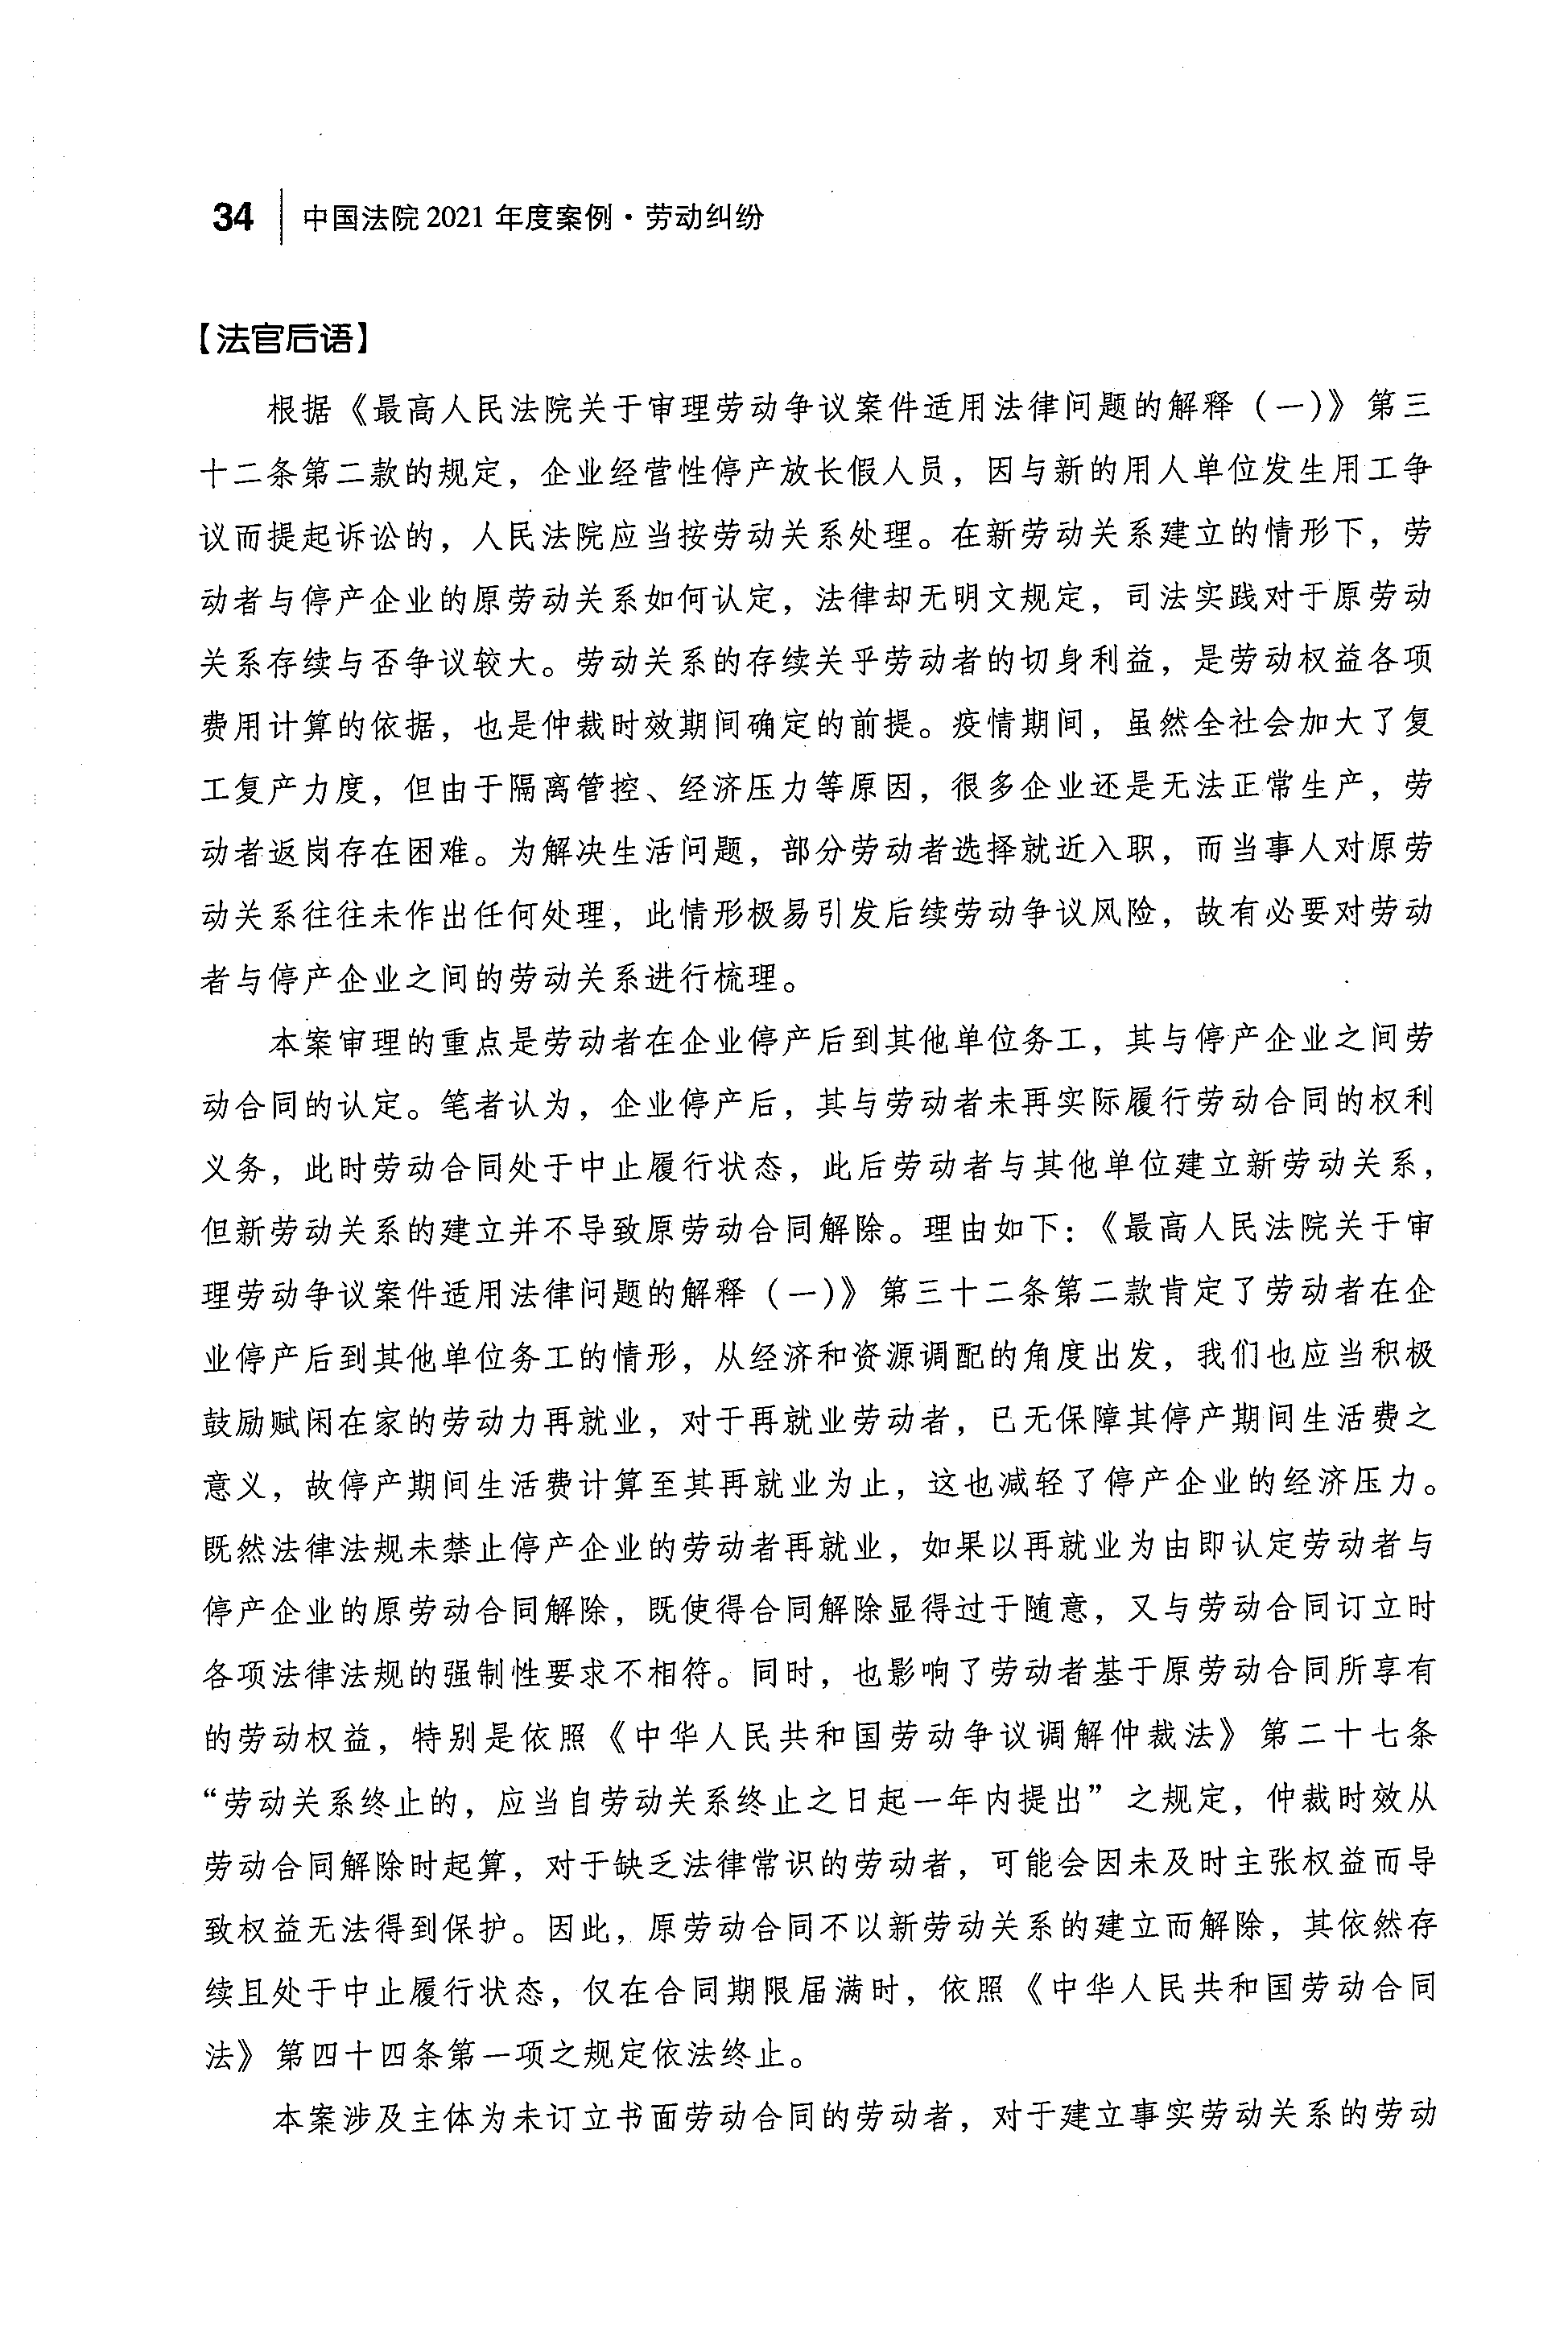 34 中国法院 2021 年度案例·劳动纠纷
【法官后语】
根据《最高人民法院关于审理劳动争议案件适用法律问题的解释（一）》第三
十二条第二款的规定，企业经营性停产放长假人员，因与新的用人单位发生用工争
议而提起诉讼的，人民法院应当按劳动关系处理。在新劳动关系建立的情形下，劳
动者与停产企业的原劳动关系如何认定，法律却无明文规定，司法实践对于原劳动
关系存续与否争议较大。劳动关系的存续关乎劳动者的切身利益，是劳动权益各项
费用计算的依据，也是仲裁时效期间确定的前提。疫情期间，虽然全社会加大了复
工复产力度，但由于隔离管控、经济压力等原因，很多企业还是无法正常生产，劳
动者返岗存在困难。为解决生活问题，部分劳动者选择就近入职，而当事人对原劳
动关系往往未作出任何处理，此情形极易引发后续劳动争议风险，故有必要对劳动
者与停产企业之间的劳动关系进行梳理。
本案审理的重点是劳动者在企业停产后到其他单位务工，其与停产企业之间劳
动合同的认定。笔者认为，企业停产后，其与劳动者未再实际履行劳动合同的权利
义务，此时劳动合同处于中止履行状态，此后劳动者与其他单位建立新劳动关系，
但新劳动关系的建立并不导致原劳动合同解除。理由如下：《最高人民法院关于审
理劳动争议案件适用法律问题的解释（一）》第三十二条第二款肯定了劳动者在企
业停产后到其他单位务工的情形，从经济和资源调配的角度出发，我们也应当积极
鼓励赋闲在家的劳动力再就业，对于再就业劳动者，已无保障其停产期间生活费之
意义，故停产期间生活费计算至其再就业为止，这也减轻了停产企业的经济压力。
既然法律法规未禁止停产企业的劳动者再就业，如果以再就业为由即认定劳动者与
停产企业的原劳动合同解除，既使得合同解除显得过于随意，又与劳动合同订立时
各项法律法规的强制性要求不相符。同时，也影响了劳动者基于原劳动合同所享有
的劳动权益，特别是依照《中华人民共和国劳动争议调解仲裁法》第二十七条
“劳动关系终止的，应当自劳动关系终止之日起一年内提出”之规定，仲裁时效从
劳动合同解除时起算，对于缺乏法律常识的劳动者，可能会因未及时主张权益而导
致权益无法得到保护。因此，原劳动合同不以新劳动关系的建立而解除，其依然存
续且处于中止履行状态，仅在合同期限届满时，依照《中华人民共和国劳动合同
法》第四十四条第一项之规定依法终止。
本案涉及主体为未订立书面劳动合同的劳动者，对于建立事实劳动关系的劳动